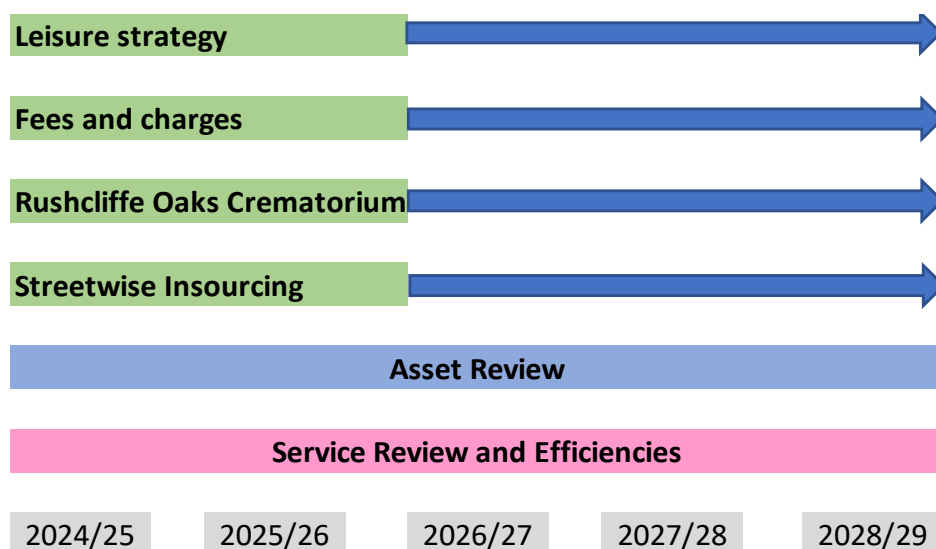 Leisure strategy
Fees and charges
Rushcliffe Oaks Crematorium
Streetwise Insourcing
Asset Review
Service Review and Efficiencies
2024/25 2025/26 2026/27 2027/28 2028/29